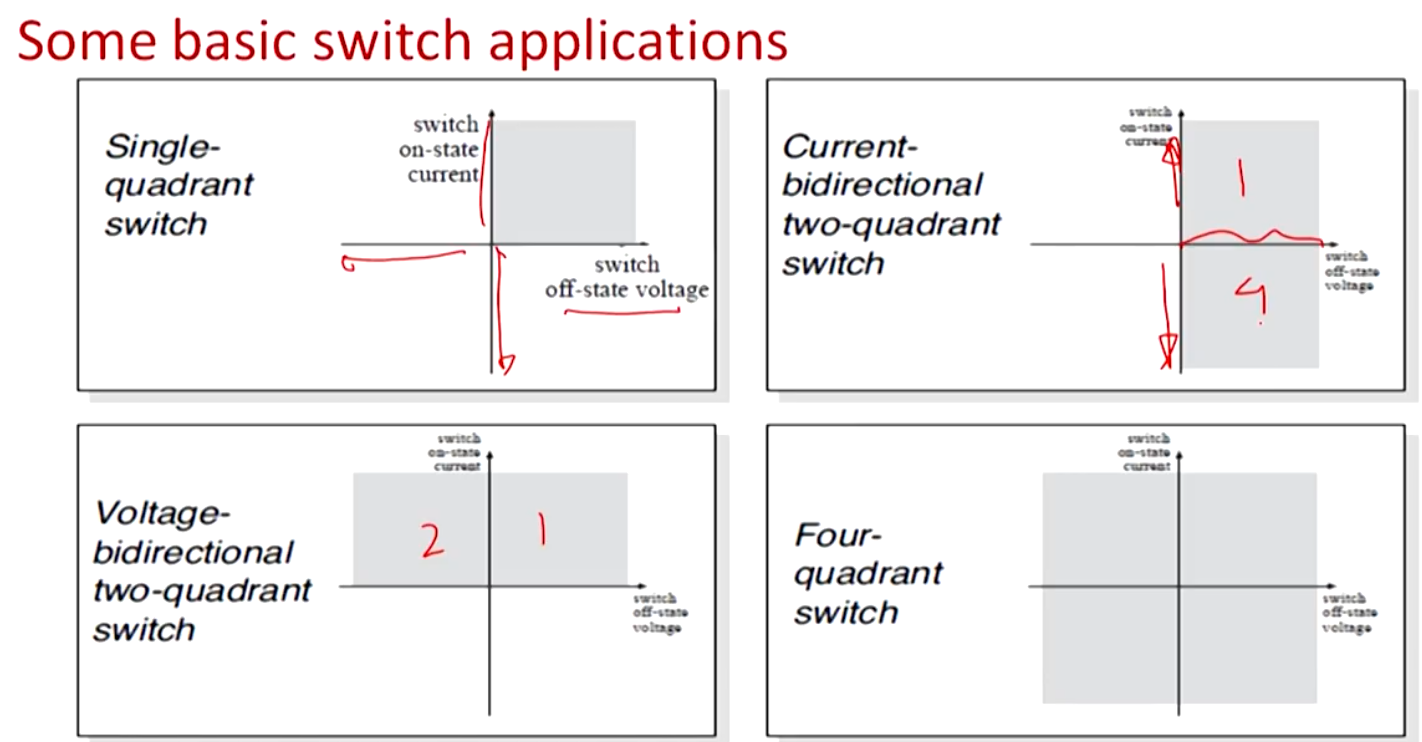 Some basic switch applications
Single-
quadrant
switch
switch
on-state
current
switch
off-state voltage
Current-
bidirectional
two-quadrant
switch
switch
on-state
current
1
4
switch
off-state
voltage
Voltage-
bidirectional
two-quadrant
switch
switch
on-state
current
2 1
switch
off-state
voltage
Four-
quadrant
switch
switch
on-state
current
switch
off-state
voltage